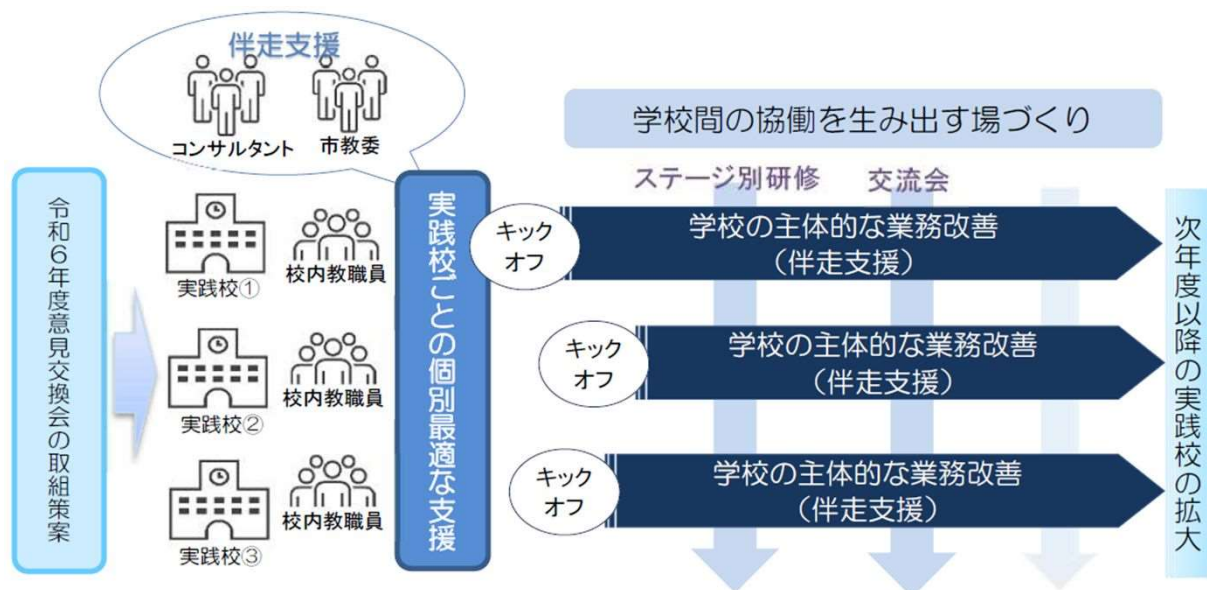 伴走支援
コンサルタント
市教委
令和6年度意見交換会の取組策案
実践校①
校内教職員
実践校②
校内教職員
実践校③
校内教職員
実践校ごとの個別最適な支援
学校間の協働を生み出す場づくり
ステージ別研修
交流会
キック
オフ
学校の主体的な業務改善
（伴走支援）
キック
オフ
学校の主体的な業務改善
（伴走支援）
キック
オフ
学校の主体的な業務改善
（伴走支援）
次年度以降の実践校の拡大